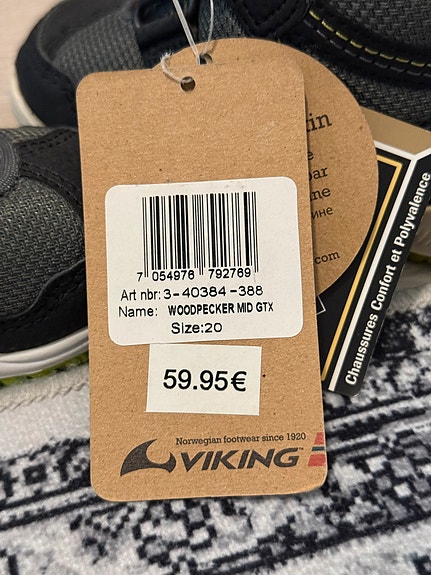 7 054976 792769
Art nbr: 3-40384-388
Name: WOODPECKER MID GTX
Size: 20
59.95€
Norwegian footwear since 1920
VIKING
Chaussures Confort et Polyvalence
.com